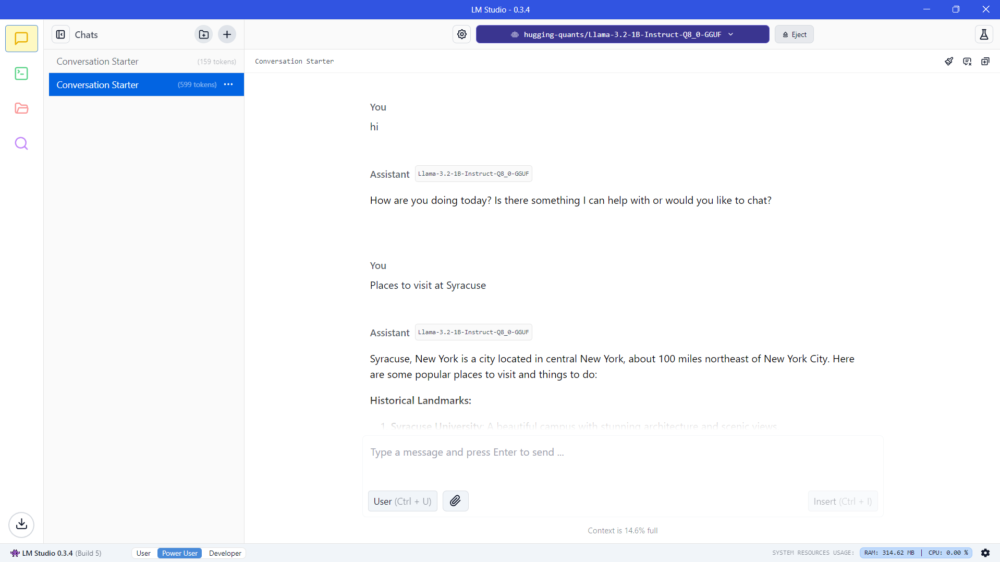 LM Studio - 0.3.4
Chats
hugging-quants/Llama-3.2-1B-Instruct-Q8_0-GGUF
Eject
Conversation Starter (159 tokens)
Conversation Starter (599 tokens)
Conversation Starter
You
hi
Assistant Llama-3.2-1B-Instruct-Q8_0-GGUF
How are you doing today? Is there something I can help with or would you like to chat?
You
Places to visit at Syracuse
Assistant Llama-3.2-1B-Instruct-Q8_0-GGUF
Syracuse, New York is a city located in central New York, about 100 miles northeast of New York City. Here
are some popular places to visit and things to do:
Historical Landmarks:
1. Syracuse University: A beautiful campus with stunning architecture and scenic views
Type a message and press Enter to send ...
User (Ctrl + U)
Insert (Ctrl + I)
Context is 14.6% full
LM Studio 0.3.4 (Build 5)
User Power User Developer
SYSTEM RESOURCES USAGE: RAM: 314.62 MB | CPU: 0.00 %